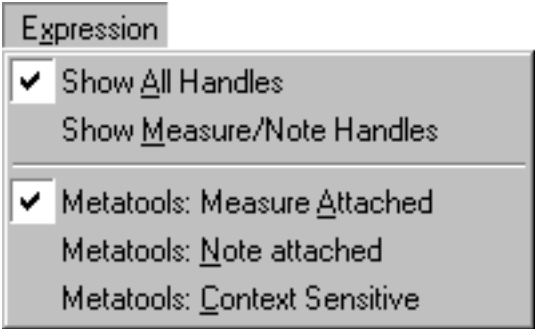 Expression
Show All Handles
Show Measure/Note Handles
Metatools: Measure Attached
Metatools: Note attached
Metatools: Context Sensitive